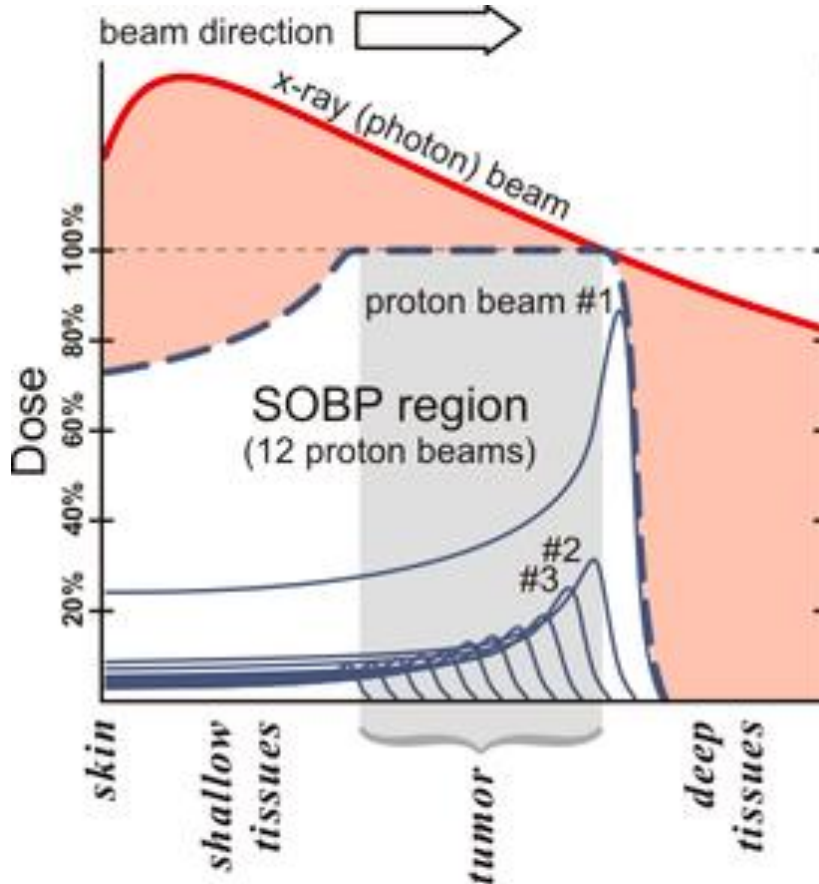 beam direction
x-ray (photon) beam
100%
80%
60%
40%
20%
Dose
proton beam #1
SOBP region
(12 proton beams)
#2
#3
skin
shallow
tissues
tumor
deep
tissues